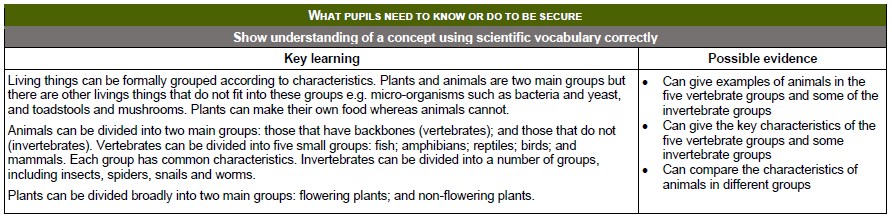 WHAT PUPILS NEED TO KNOW OR DO TO BE SECURE
Show understanding of a concept using scientific vocabulary correctly
Key learning
Living things can be formally grouped according to characteristics. Plants and animals are two main groups but
there are other livings things that do not fit into these groups e.g. micro-organisms such as bacteria and yeast,
and toadstools and mushrooms. Plants can make their own food whereas animals cannot.
Animals can be divided into two main groups: those that have backbones (vertebrates); and those that do not
(invertebrates). Vertebrates can be divided into five small groups: fish; amphibians; reptiles; birds; and
mammals. Each group has common characteristics. Invertebrates can be divided into a number of groups,
including insects, spiders, snails and worms.
Plants can be divided broadly into two main groups: flowering plants; and non-flowering plants.
Possible evidence
• Can give examples of animals in the
five vertebrate groups and some of the
invertebrate groups
• Can give the key characteristics of the
five vertebrate groups and some
invertebrate groups
• Can compare the characteristics of
animals in different groups